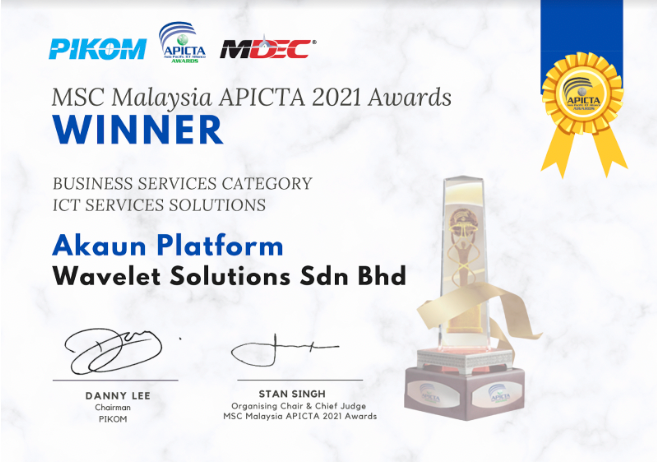 PIKOM APICTA AWARDS MDEC
MSC Malaysia APICTA 2021 Awards
WINNER
APICTA
AWARDS
BUSINESS SERVICES CATEGORY
ICT SERVICES SOLUTIONS
Akaun Platform
Wavelet Solutions Sdn Bhd
DANNY LEE
Chairman
PIKOM
STAN SINGH
Organising Chair & Chief Judge
MSC Malaysia APICTA 2021 Awards
APICTA
APICTA